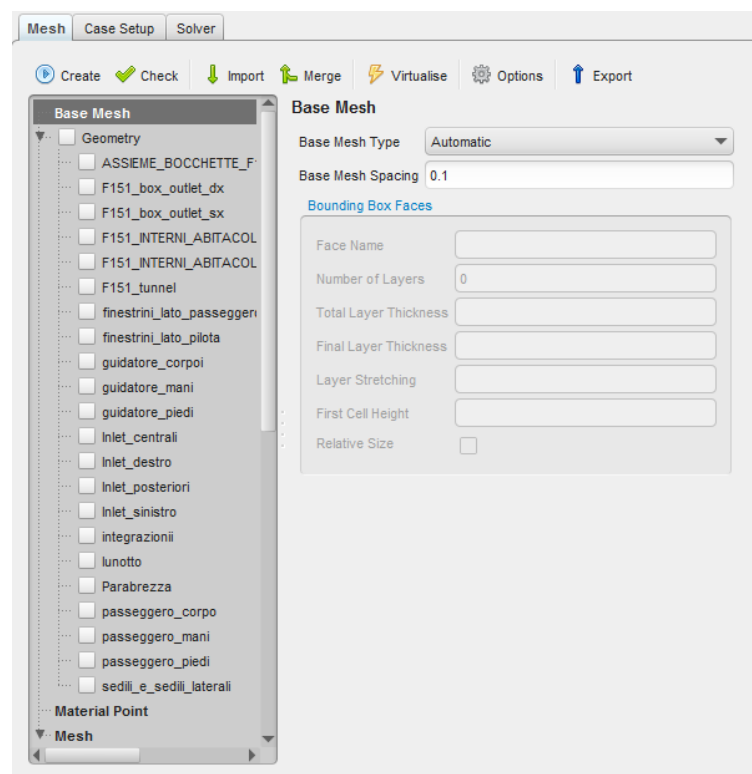 Mesh Case Setup Solver
Create Check Import Merge Virtualise Options Export
Base Mesh
Geometry
ASSIEME_BOCCHETTE_F
F151_box_outlet_dx
F151_box_outlet_sx
F151_INTERNI_ABITACOL
F151_INTERNI_ABITACOL
F151_tunnel
finestrini_lato_passegger
finestrini_lato_pilota
guidatore_corpoi
guidatore_mani
guidatore_piedi
Inlet_centrali
Inlet_destro
Inlet_posteriori
Inlet_sinistro
integrazionii
lunotto
Parabrezza
passeggero_corpo
passeggero_mani
passeggero_piedi
sedili_e_sedili_laterali
Material Point
Mesh
Base Mesh
Base Mesh Type Automatic
Base Mesh Spacing 0.1
Bounding Box Faces
Face Name
Number of Layers 0
Total Layer Thickness
Final Layer Thickness
Layer Stretching
First Cell Height
Relative Size